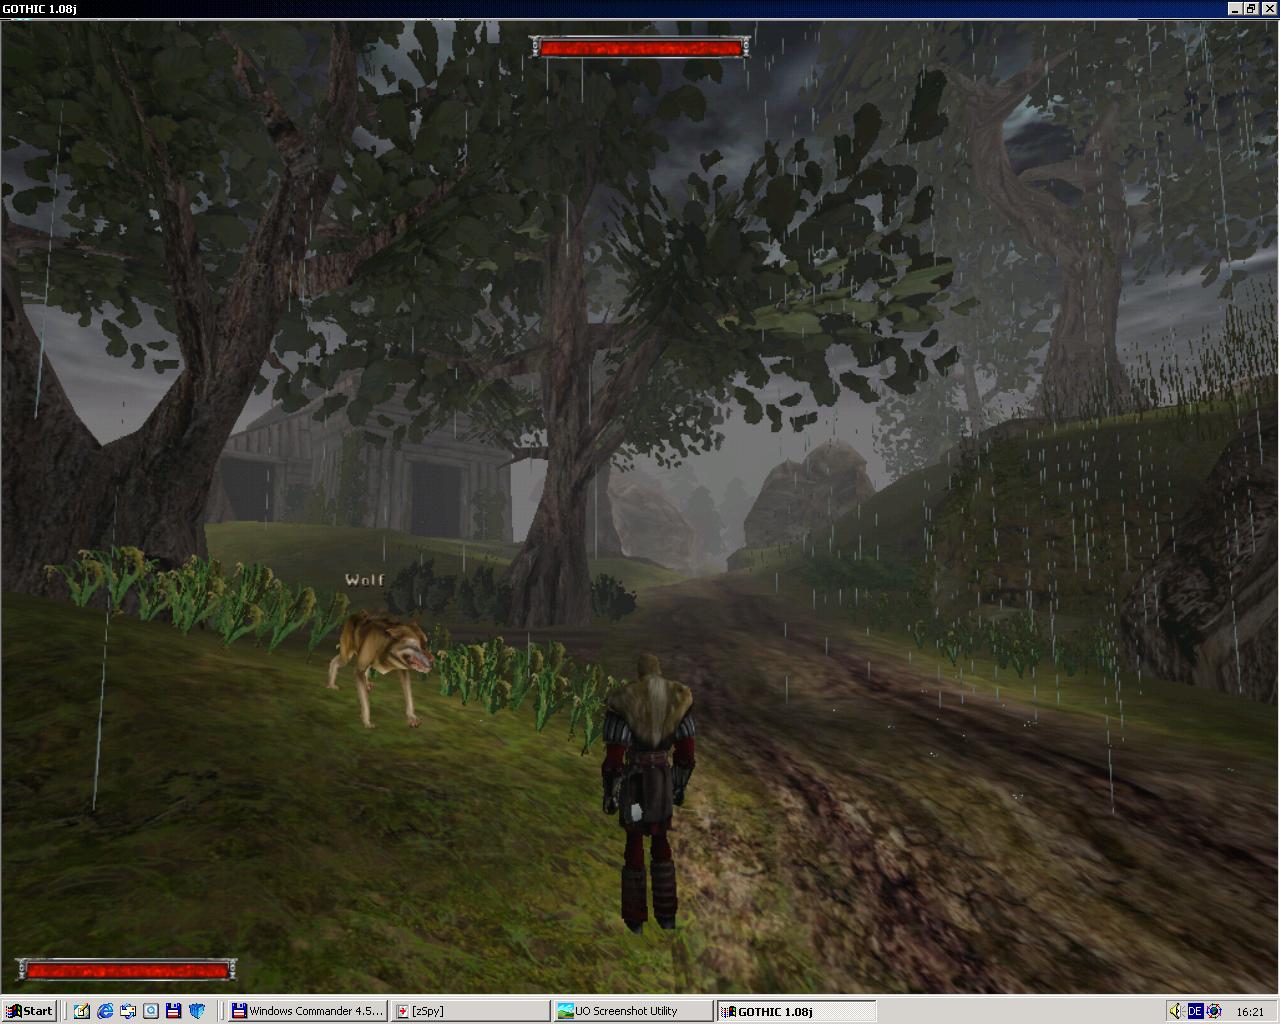 GOTHIC 1.08j
Wolf
Start
Windows Commander 4.5...
[zSpy]
UO Screenshot Utility
GOTHIC 1.08j
DE
16:21